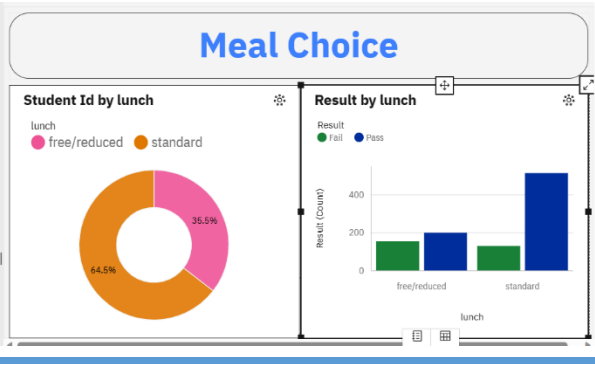 Meal Choice
Student Id by lunch
lunch
free/reduced standard
35.5%
64.5%
Result by lunch
Result
Fail Pass
Result (Count)
400
200
0
free/reduced standard
lunch